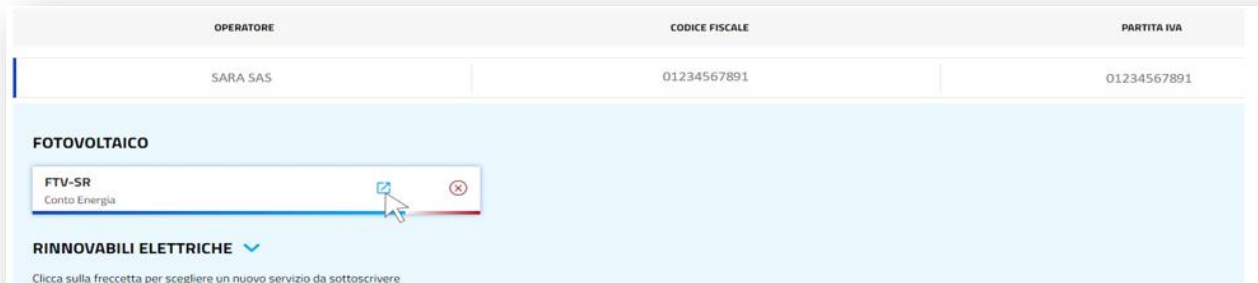 OPERATORE CODICE FISCALE PARTITA IVA
SARA SAS 01234567891 01234567891
FOTOVOLTAICO
FTV-SR
Conto Energia
RINNOVABILI ELETTRICHE
Clicca sulla freccetta per scegliere un nuovo servizio da sottoscrivere